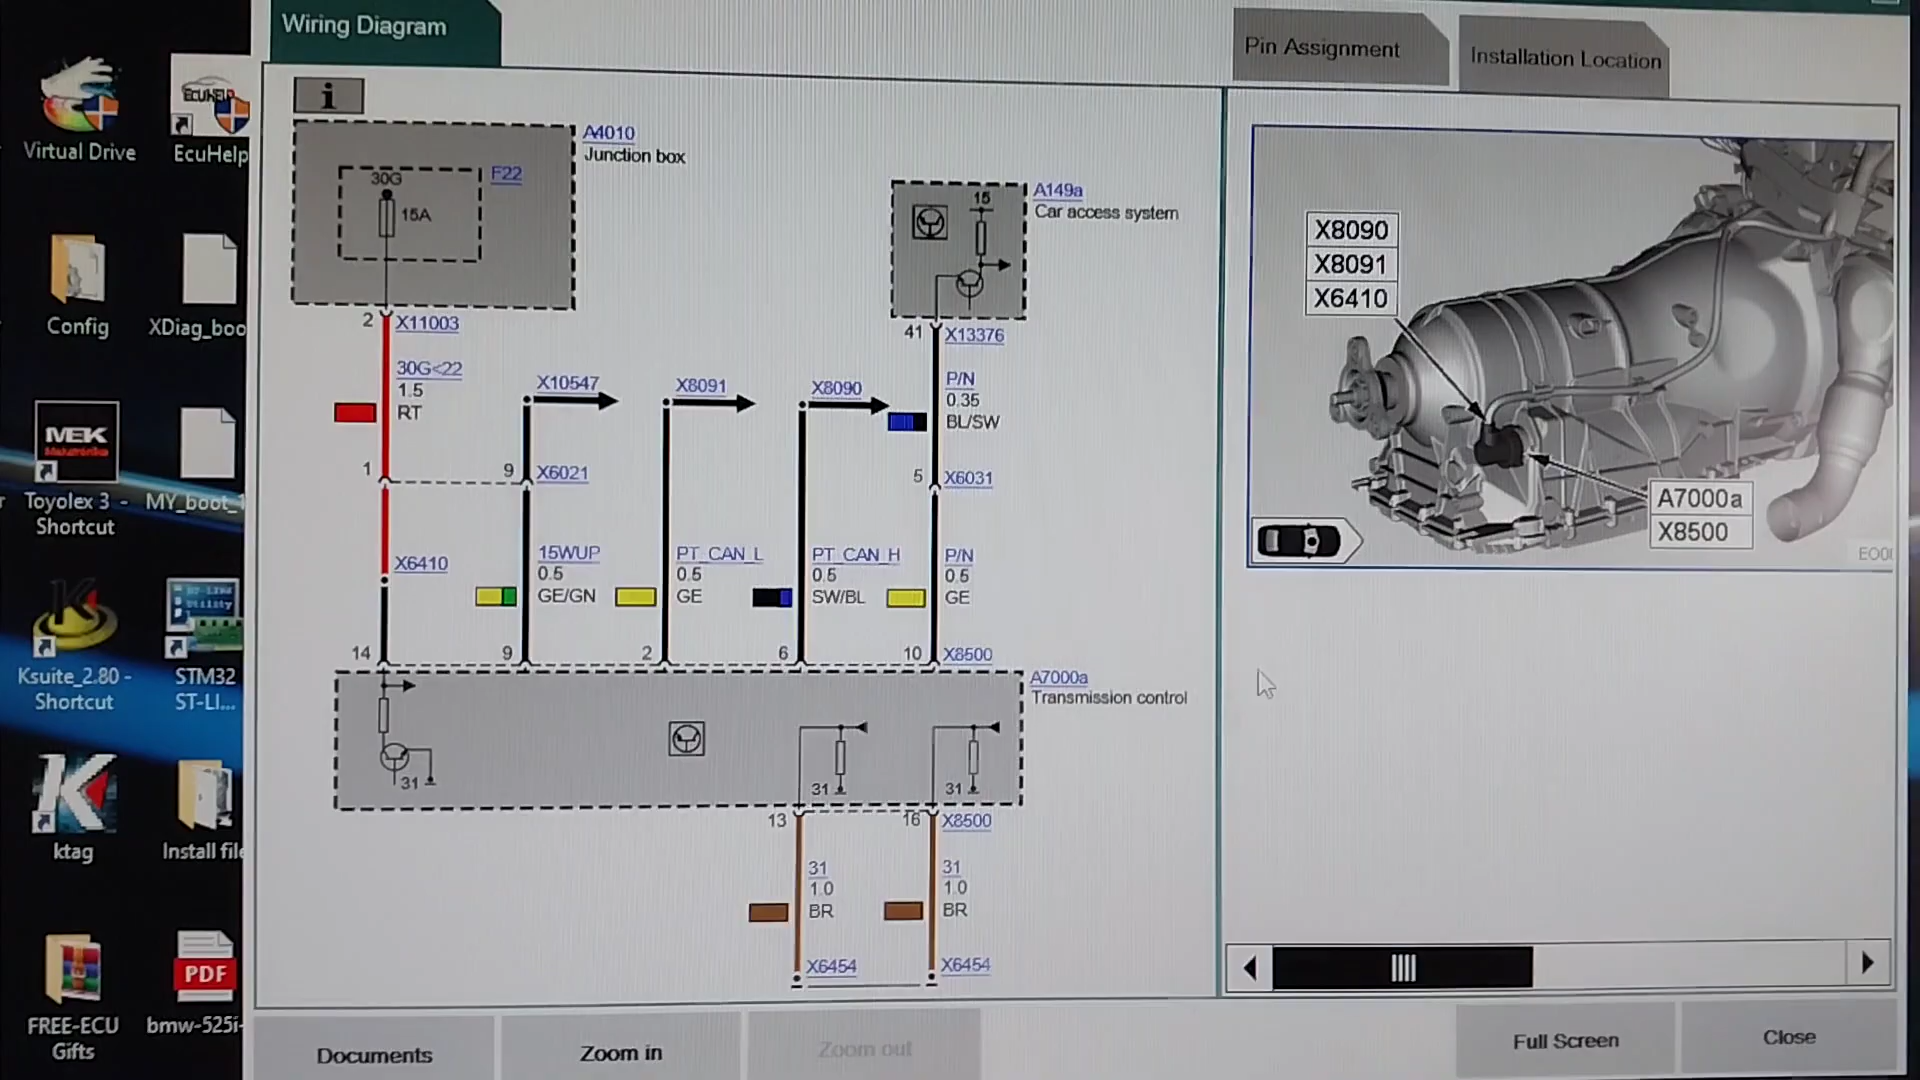 Wiring Diagram
Pin Assignment
Installation Location
i
A4010
Junction box
30G
F22
15A
A149a
Car access system
15
2
X11003
30G<22
1.5
RT
X10547
X8091
X8090
41
X13376
P/N
0.35
BL/SW
1
9
X6021
5
X6031
X6410
15WUP
0.5
GE/GN
PT_CAN_L
0.5
GE
PT_CAN_H
0.5
SW/BL
P/N
0.5
GE
14
9
2
6
10
X8500
A7000a
Transmission control
31
31
31
13
16
X8500
31
1.0
BR
31
1.0
BR
X6454
X6454
X8090
X8091
X6410
A7000a
X8500
Documents
Zoom in
Zoom out
Full Screen
Close
Virtual Drive
ECUHELP
EcuHelp
Config
XDiag_boo
MEK
Toyolex 3 -
Shortcut
MY_boot_
Ksuite_2.80 -
Shortcut
STM32
ST-LI...
ktag
Install file
PDF
FREE-ECU
Gifts
bmw-525i-